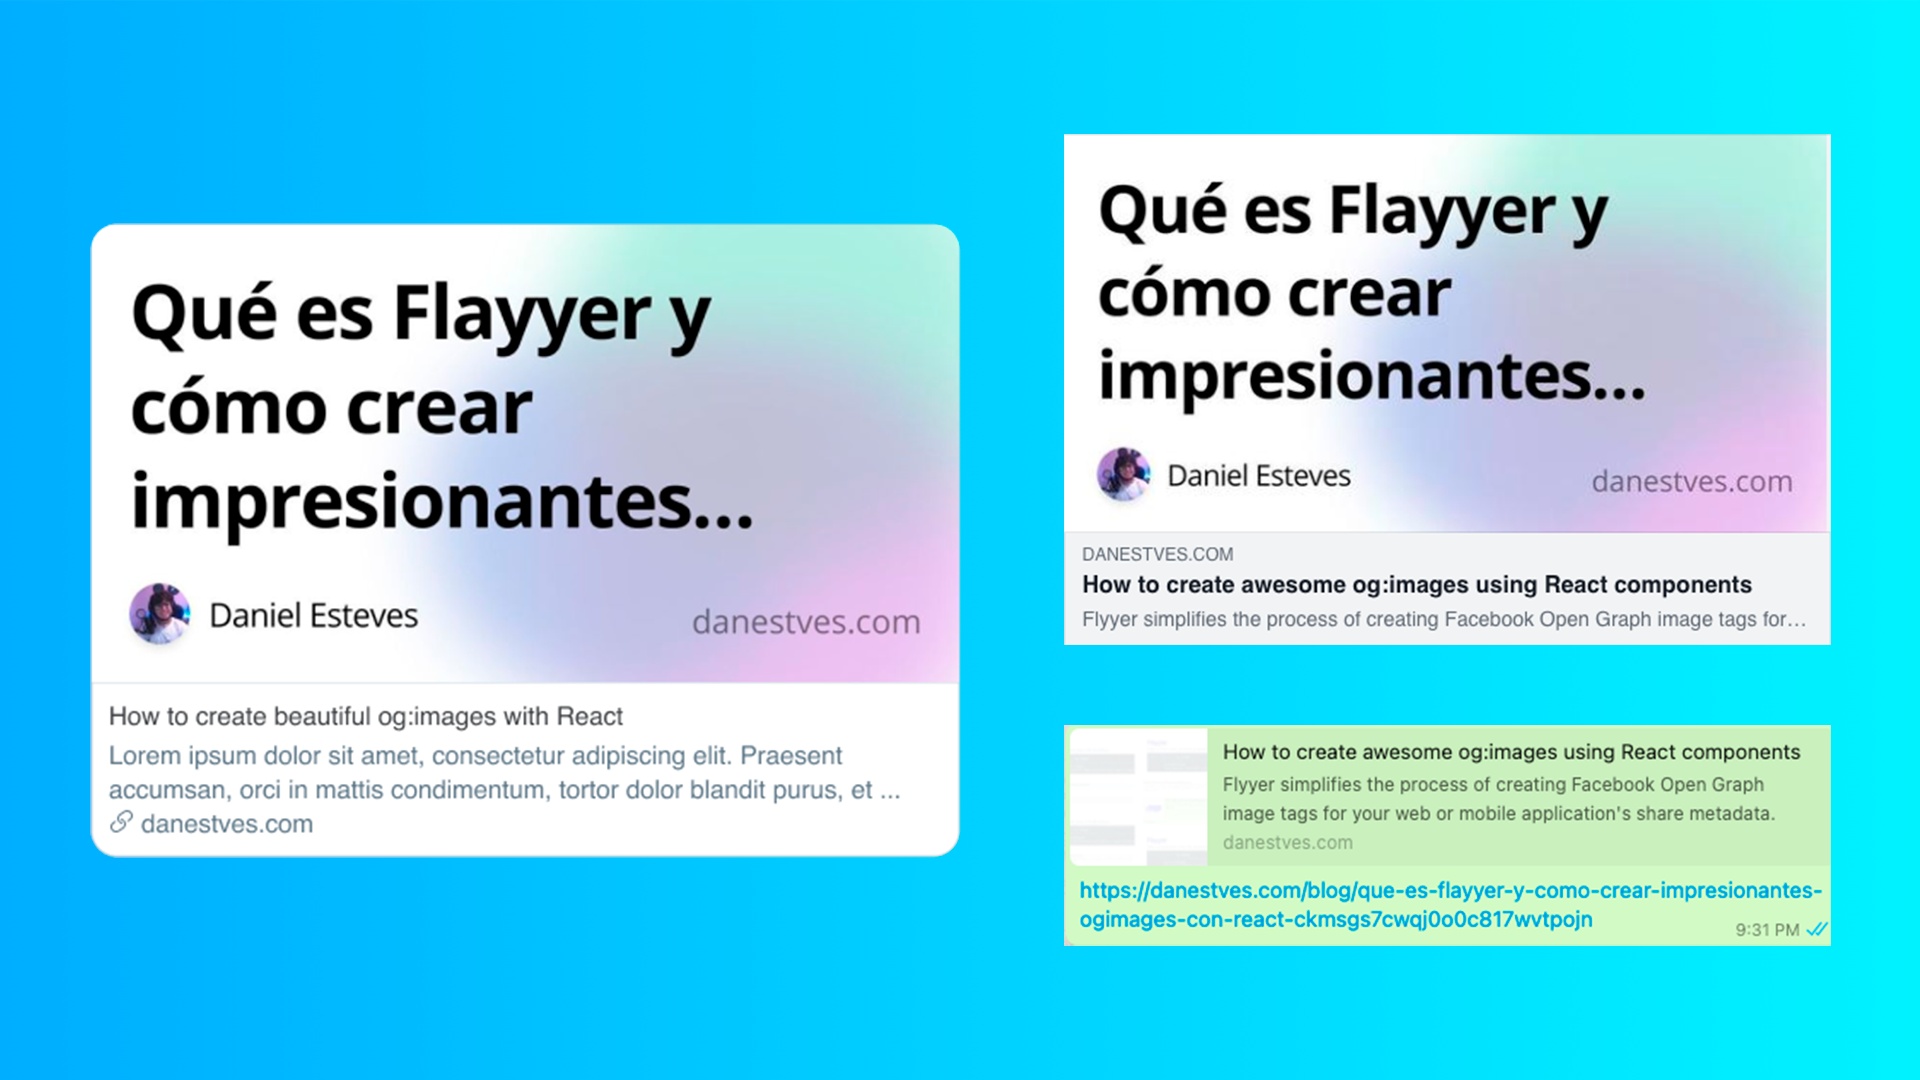 Qué es Flayyer y
cómo crear
impresionantes...
Daniel Esteves
danestves.com
How to create beautiful og:images with React
Lorem ipsum dolor sit amet, consectetur adipiscing elit. Praesent
accumsan, orci in mattis condimentum, tortor dolor blandit purus, et ...
danestves.com
Qué es Flayyer y
cómo crear
impresionantes...
Daniel Esteves
danestves.com
DANESTVES.COM
How to create awesome og:images using React components
Flyyer simplifies the process of creating Facebook Open Graph image tags for...
How to create awesome og:images using React components
Flyyer simplifies the process of creating Facebook Open Graph
image tags for your web or mobile application's share metadata.
danestves.com
https://danestves.com/blog/que-es-flayyer-y-como-crear-impresionantes-
ogimages-con-react-ckmsgs7cwqj0o0c817wvtpojn
9:31 PM